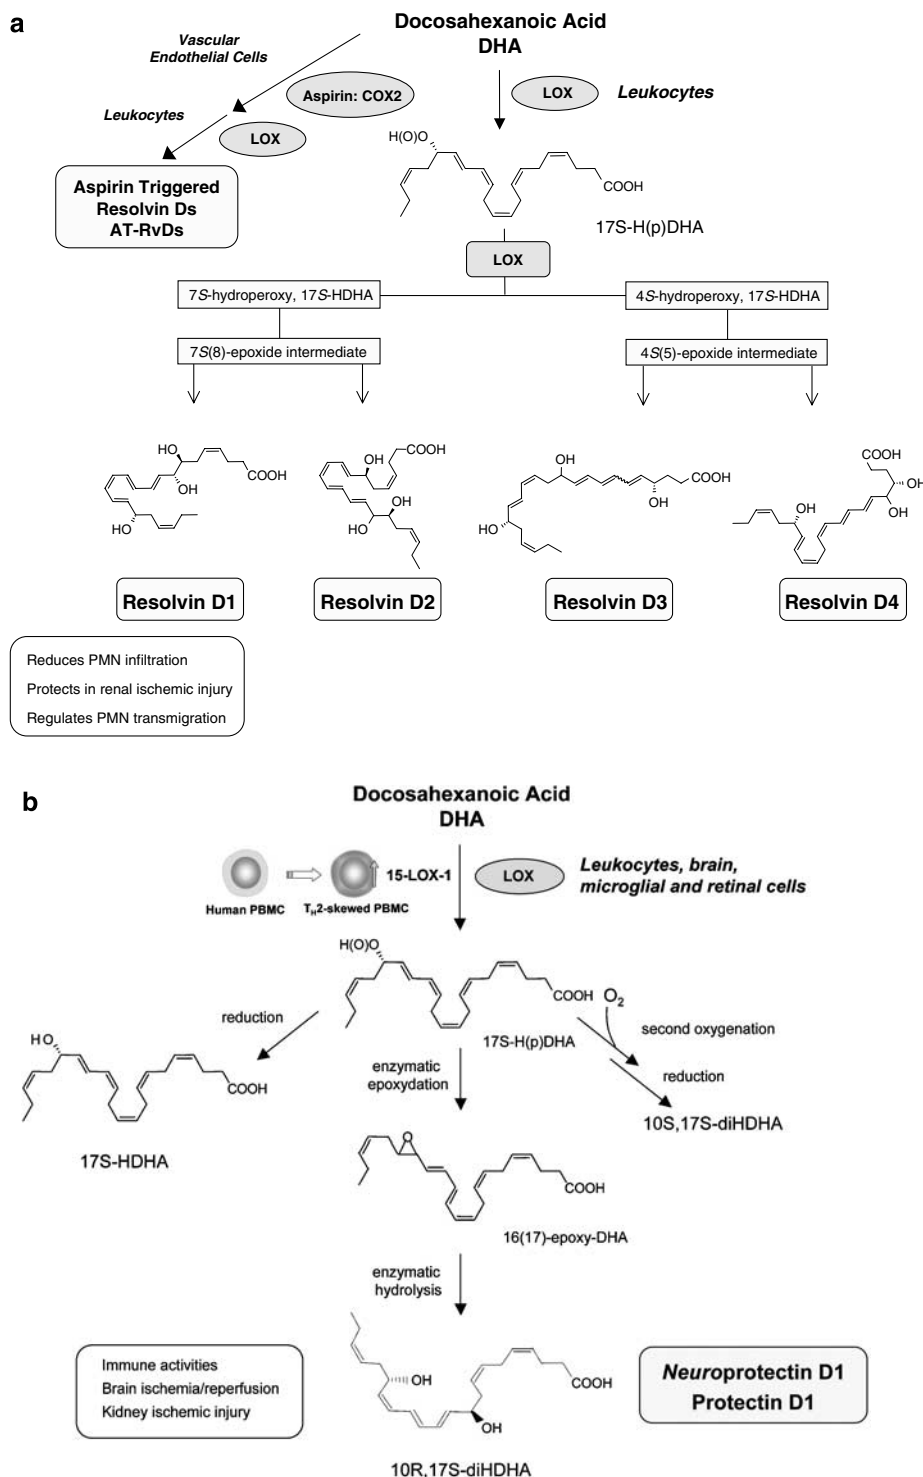 a
Docosahexanoic Acid
DHA
Vascular
Endothelial Cells
Aspirin: COX2
LOX
Leukocytes
Leukocytes
LOX
H(O)O
COOH
Aspirin Triggered
Resolvin Ds
AT-RvDs
17S-H(p)DHA
LOX
7S-hydroperoxy, 17S-HDHA
4S-hydroperoxy, 17S-HDHA
7S(8)-epoxide intermediate
4S(5)-epoxide intermediate
HO
COOH
OH
HO
COOH
HO
OH
HO
OH
COOH
OH
HO
COOH
OH
OH
OH
Resolvin D1
Resolvin D2
Resolvin D3
Resolvin D4
Reduces PMN infiltration
Protects in renal ischemic injury
Regulates PMN transmigration
b
Docosahexanoic Acid
DHA
15-LOX-1
LOX
Leukocytes, brain,
microglial and retinal cells
Human PBMC
TH2-skewed PBMC
H(O)O
COOH
O2
17S-H(p)DHA
reduction
second oxygenation
HO
COOH
enzymatic
epoxydation
reduction
10S,17S-diHDHA
17S-HDHA
O
COOH
16(17)-epoxy-DHA
enzymatic
hydrolysis
Immune activities
Brain ischemia/reperfusion
Kidney ischemic injury
OH
COOH
OH
Neuroprotectin D1
Protectin D1
10R,17S-diHDHA